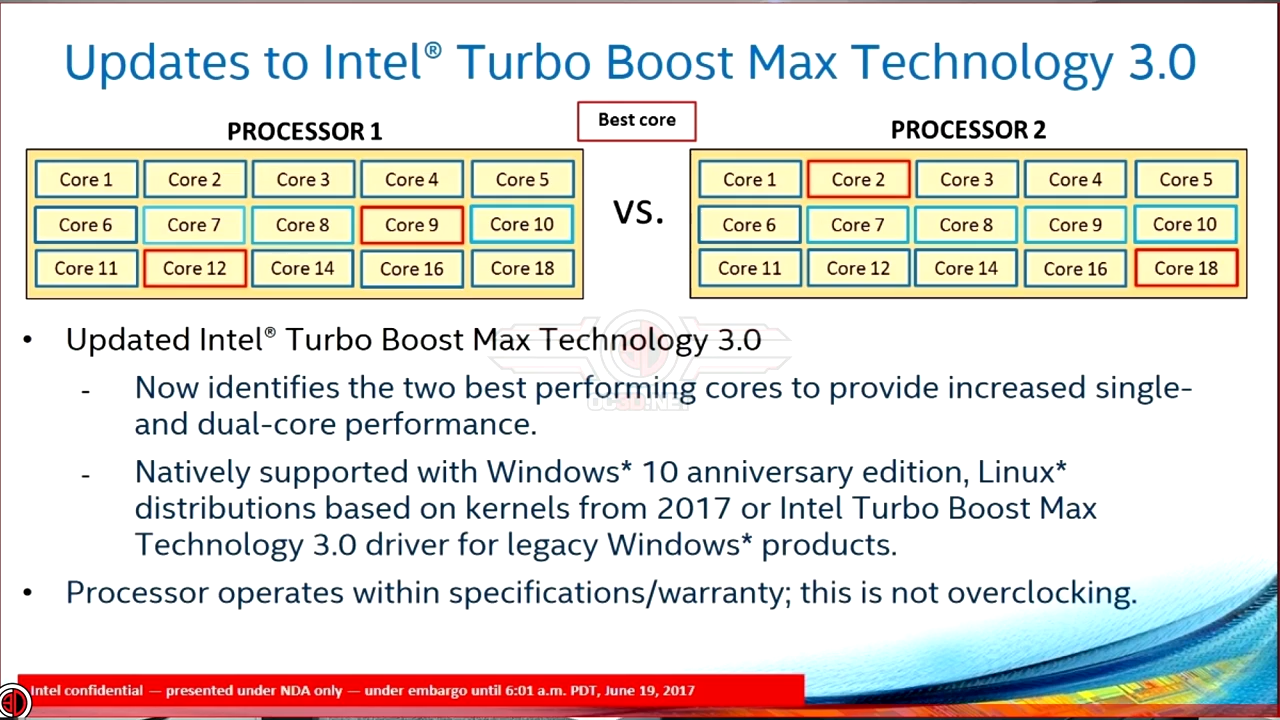 Updates to Intel® Turbo Boost Max Technology 3.0
Best core
PROCESSOR 1
PROCESSOR 2
Core 1 Core 2 Core 3 Core 4 Core 5
Core 6 Core 7 Core 8 Core 9 Core 10
Core 11 Core 12 Core 14 Core 16 Core 18
VS.
Core 1 Core 2 Core 3 Core 4 Core 5
Core 6 Core 7 Core 8 Core 9 Core 10
Core 11 Core 12 Core 14 Core 16 Core 18
• Updated Intel® Turbo Boost Max Technology 3.0
- Now identifies the two best performing cores to provide increased single-
and dual-core performance.
- Natively supported with Windows* 10 anniversary edition, Linux*
distributions based on kernels from 2017 or Intel Turbo Boost Max
Technology 3.0 driver for legacy Windows* products.
• Processor operates within specifications/warranty; this is not overclocking.
OC3D.NET
Intel confidential — presented under NDA only — under embargo until 6:01 a.m. PDT, June 19, 2017